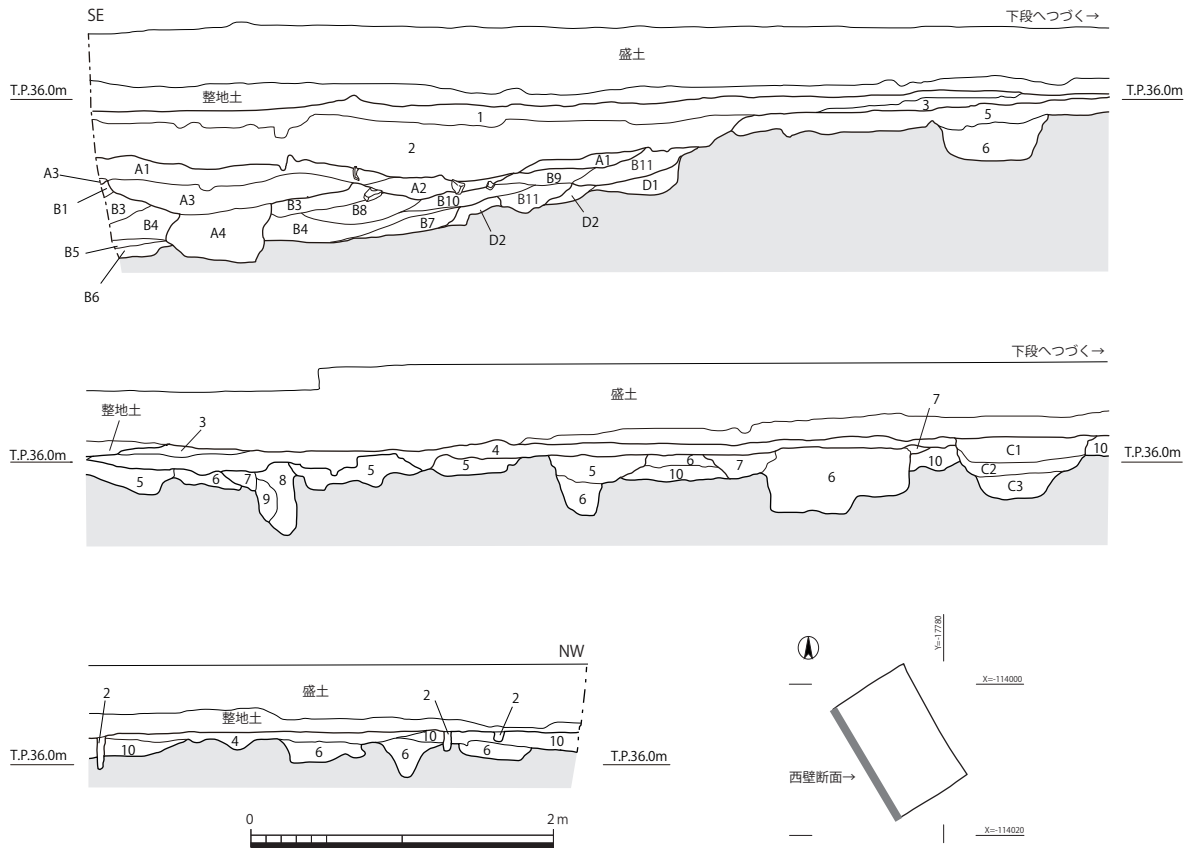 SE
下段へつづく→
盛土
T.P.36.0m
T.P.36.0m
整地土
3
1
5
2
6
A3
A1
A1
B11
B9
D1
B1
A3
A2
B3
B3
B8
B10
B11
B4
A4
B4
B7
D2
D2
B5
B6
下段へつづく→
盛土
整地土
3
7
T.P.36.0m
T.P.36.0m
4
6
C1
10
5
5
5
7
10
C2
5
6
7
8
10
6
C3
9
6
NW
盛土
2
2
2
整地土
T.P.36.0m
T.P.36.0m
10
4
6
10
6
6
10
0
2 m
Y=-17780
X=-114000
西壁断面→
X=-114020